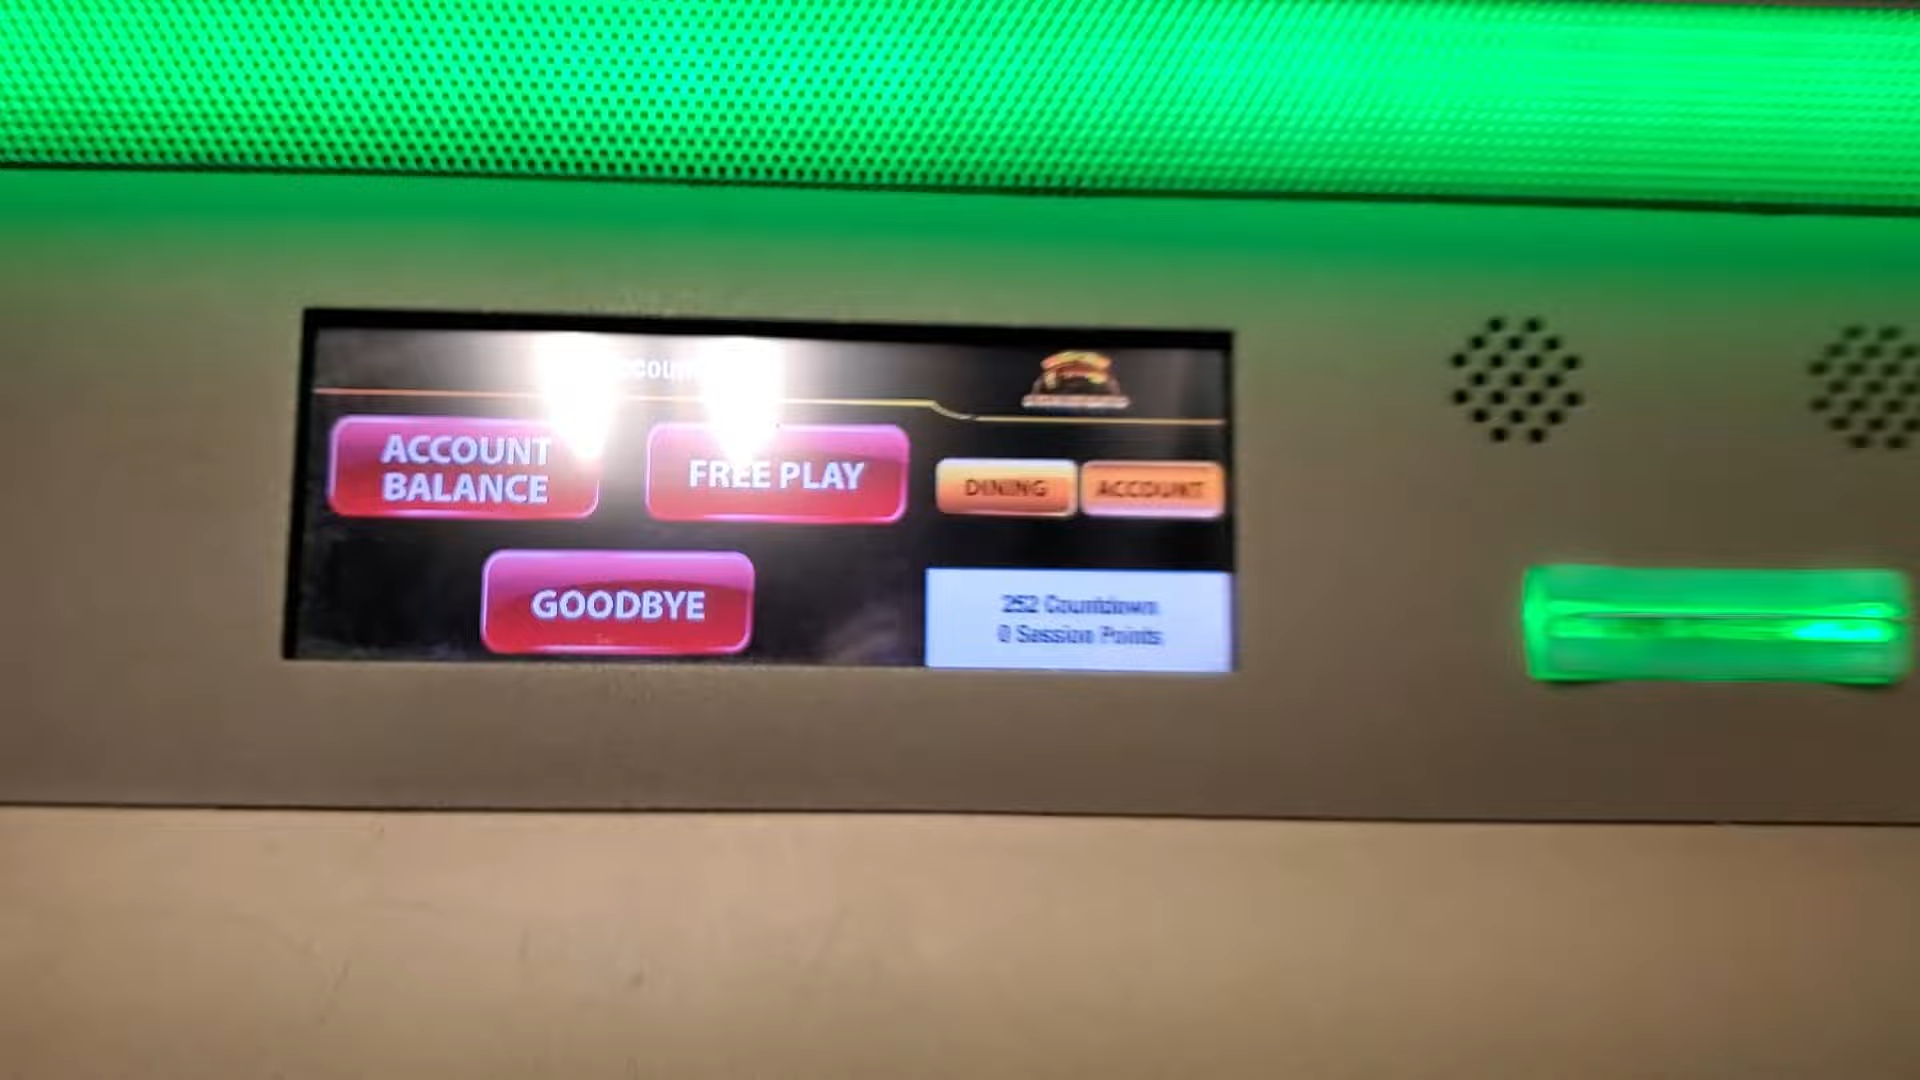 ACCOUNT
BALANCE
FREE PLAY
DINING
ACCOUNT
GOODBYE
252 Countdown
0 Session Points